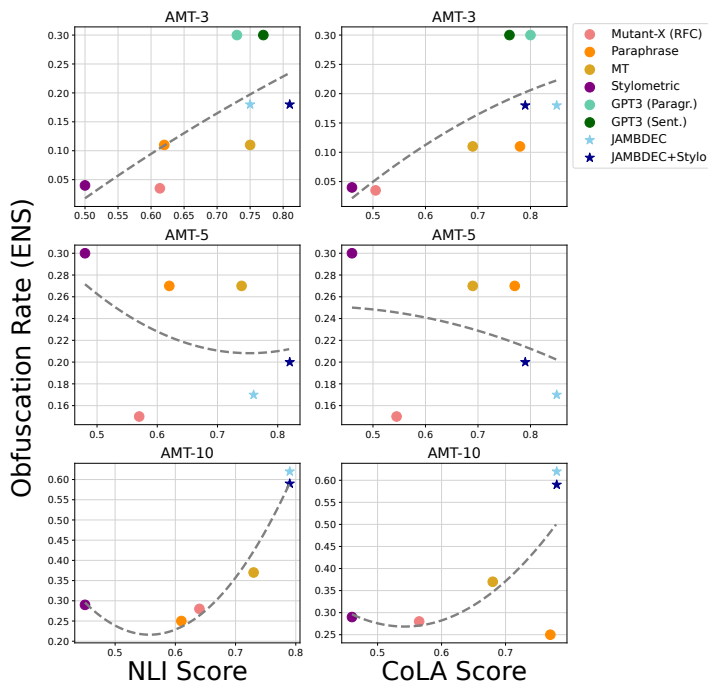 AMT-3
AMT-3
0.30
0.25
0.20
0.15
0.10
0.05
0.50 0.55 0.60 0.65 0.70 0.75 0.80
0.30
0.25
0.20
0.15
0.10
0.05
0.5 0.6 0.7 0.8
Mutant-X (RFC)
Paraphrase
MT
Stylometric
GPT3 (Paragr.)
GPT3 (Sent.)
JAMBDEC
JAMBDEC+Stylo
Obfuscation Rate (ENS)
AMT-5
AMT-5
0.30
0.28
0.26
0.24
0.22
0.20
0.18
0.16
0.5 0.6 0.7 0.8
0.30
0.28
0.26
0.24
0.22
0.20
0.18
0.16
0.5 0.6 0.7 0.8
AMT-10
AMT-10
0.60
0.55
0.50
0.45
0.40
0.35
0.30
0.25
0.20
0.5 0.6 0.7 0.8
0.60
0.55
0.50
0.45
0.40
0.35
0.30
0.25
0.5 0.6 0.7
NLI Score
CoLA Score